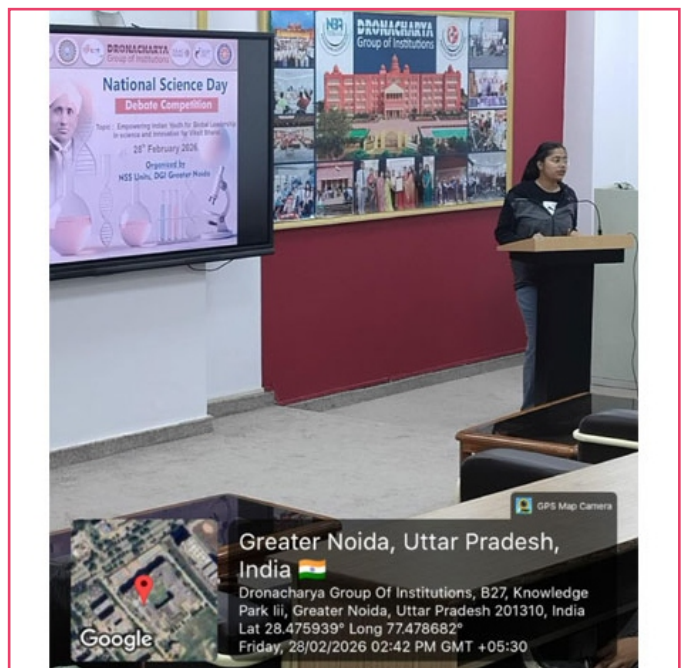 DRONACHARYA
Group of Institutions
National Science Day
Debate Competition
Topic : Empowering Indian Youth for Global Leadership
in science and Innovation for Viksit Bharat
28th February 2026
Organised by
NSS Units, DGI Greater Noida
NBA
DRONACHARYA
Group of Institutions
GPS Map Camera
Greater Noida, Uttar Pradesh,
India
Dronacharya Group Of Institutions, B27, Knowledge
Park Iii, Greater Noida, Uttar Pradesh 201310, India
Lat 28.475939° Long 77.478682°
Friday, 28/02/2026 02:42 PM GMT +05:30
Google